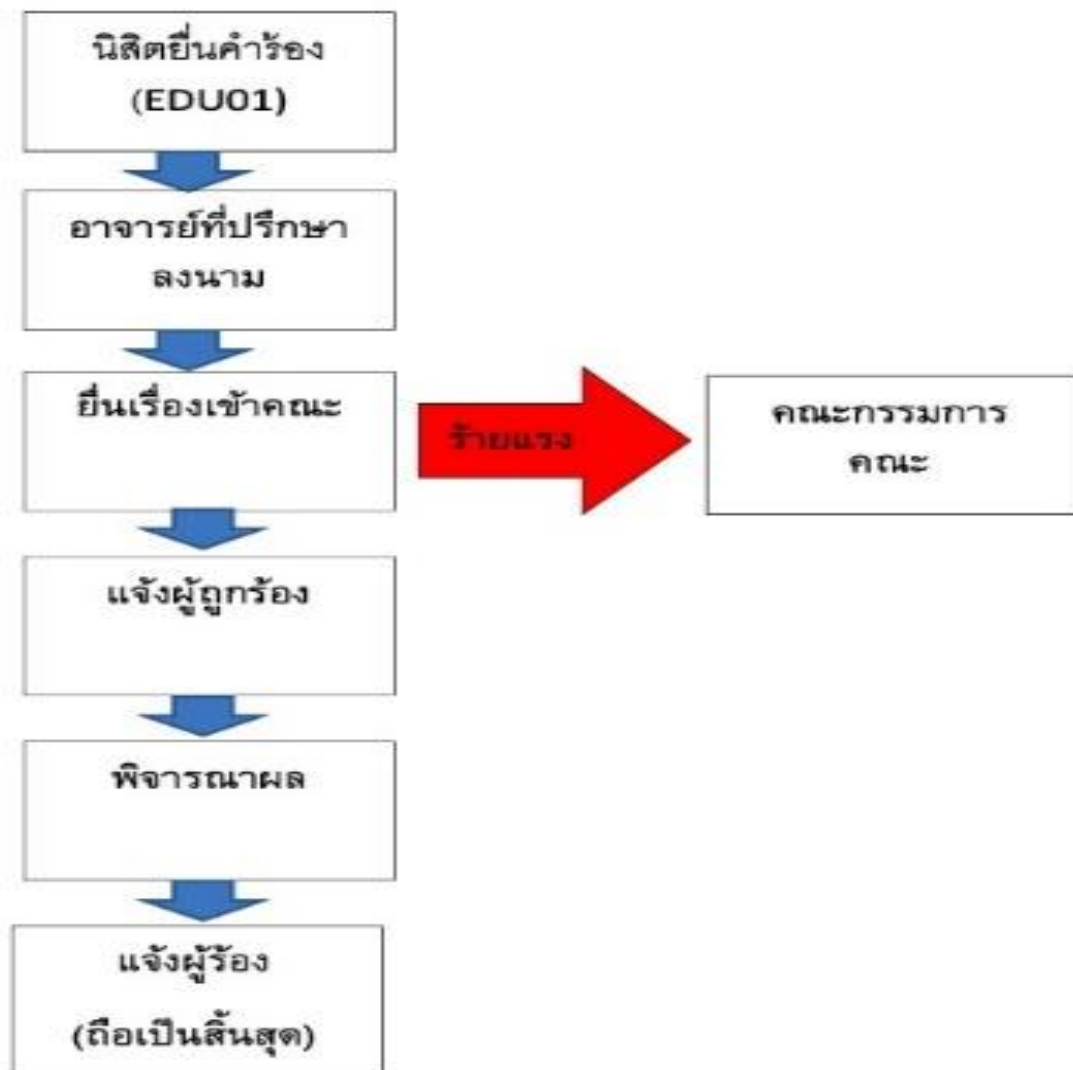 นิสิตยื่นคำร้อง
(EDU01)
อาจารย์ที่ปรึกษา
ลงนาม
ยื่นเรื่องเข้าคณะ
ร้ายแรง
คณะกรรมการ
คณะ
แจ้งผู้ถูกร้อง
พิจารณาผล
แจ้งผู้ร้อง
(ถือเป็นสิ้นสุด)